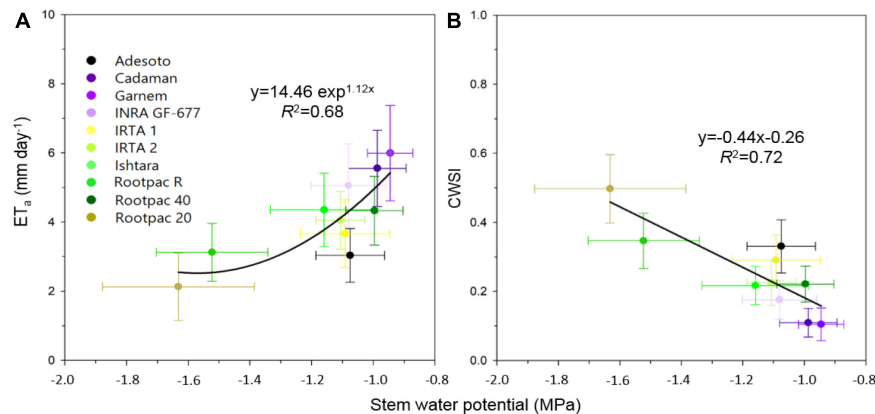 A
10
8
6
4
2
0
ETa (mm day-1)
Adesoto
Cadaman
Garnem
INRA GF-677
IRTA 1
IRTA 2
Ishtara
Rootpac R
Rootpac 40
Rootpac 20
y=14.46 exp1.12x
R2=0.68
-2.0 -1.8 -1.6 -1.4 -1.2 -1.0 -0.8
B
1.0
0.8
0.6
0.4
0.2
0.0
CWSI
y=-0.44x-0.26
R2=0.72
-2.0 -1.8 -1.6 -1.4 -1.2 -1.0 -0.8
Stem water potential (MPa)